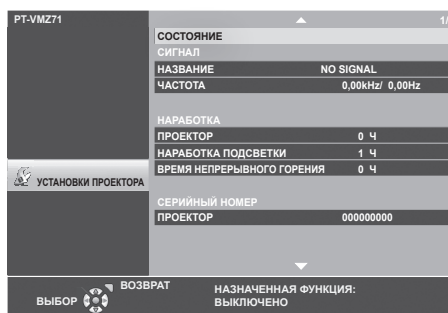 PT-VMZ71 1/
СОСТОЯНИЕ
СИГНАЛ
НАЗВАНИЕ NO SIGNAL
ЧАСТОТА 0,00kHz/ 0,00Hz
НАРАБОТКА
ПРОЕКТОР 0 Ч
НАРАБОТКА ПОДСВЕТКИ 1 Ч
ВРЕМЯ НЕПРЕРЫВНОГО ГОРЕНИЯ 0 Ч
УСТАНОВКИ ПРОЕКТОРА
СЕРИЙНЫЙ НОМЕР
ПРОЕКТОР 000000000
ВОЗВРАТ НАЗНАЧЕННАЯ ФУНКЦИЯ:
ВЫБОР ВЫКЛЮЧЕНО